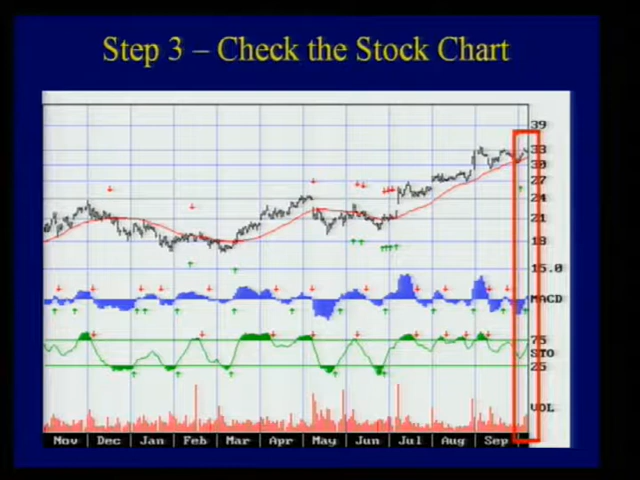 Step 3 – Check the Stock Chart
39
33
30
27
24
21
18
15.0
MACD
75
STO
25
VOL
Nov Dec Jan Feb Mar Apr May Jun Jul Aug Sep